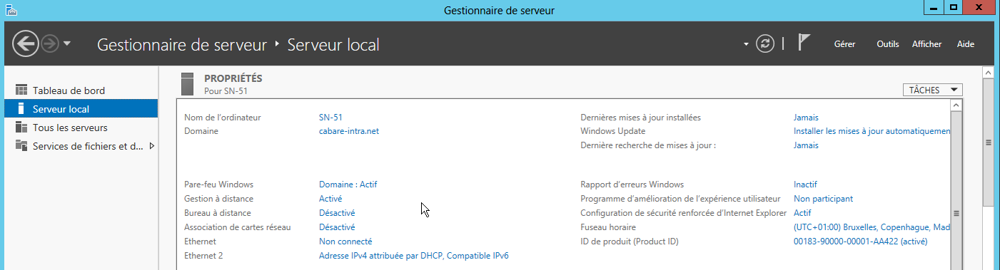 Gestionnaire de serveur
Gestionnaire de serveur ‣ Serveur local
Gérer Outils Afficher Aide
Tableau de bord
Serveur local
Tous les serveurs
Services de fichiers et d...
PROPRIÉTÉS
Pour SN-51
TÂCHES
Nom de l'ordinateur SN-51
Domaine cabare-intra.net
Dernières mises à jour installées Jamais
Windows Update Installer les mises à jour automatiquemen
Dernière recherche de mises à jour : Jamais
Pare-feu Windows Domaine : Actif
Gestion à distance Activé
Bureau à distance Désactivé
Association de cartes réseau Désactivé
Ethernet Non connecté
Ethernet 2 Adresse IPv4 attribuée par DHCP, Compatible IPv6
Rapport d'erreurs Windows Inactif
Programme d'amélioration de l'expérience utilisateur Non participant
Configuration de sécurité renforcée d'Internet Explorer Actif
Fuseau horaire (UTC+01:00) Bruxelles, Copenhague, Mad
ID de produit (Product ID) 00183-90000-00001-AA422 (activé)